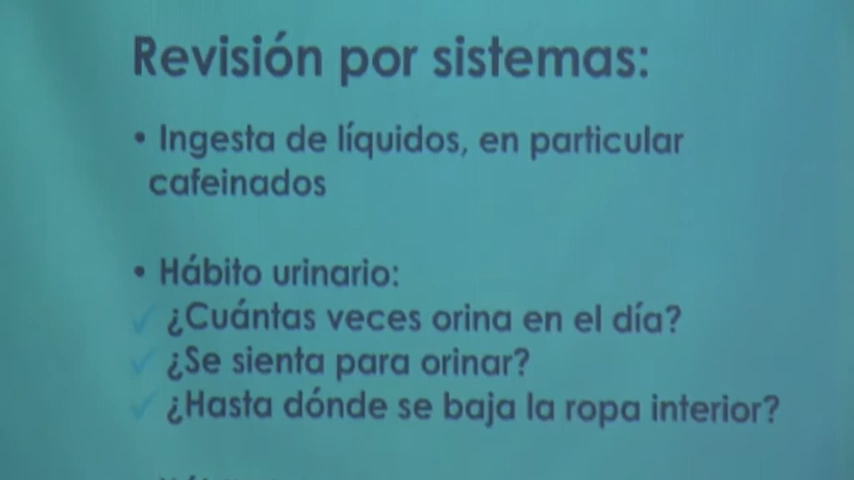 Revisión por sistemas:
• Ingesta de líquidos, en particular
cafeinados
• Hábito urinario:
✓ ¿Cuántas veces orina en el día?
✓ ¿Se sienta para orinar?
✓ ¿Hasta dónde se baja la ropa interior?